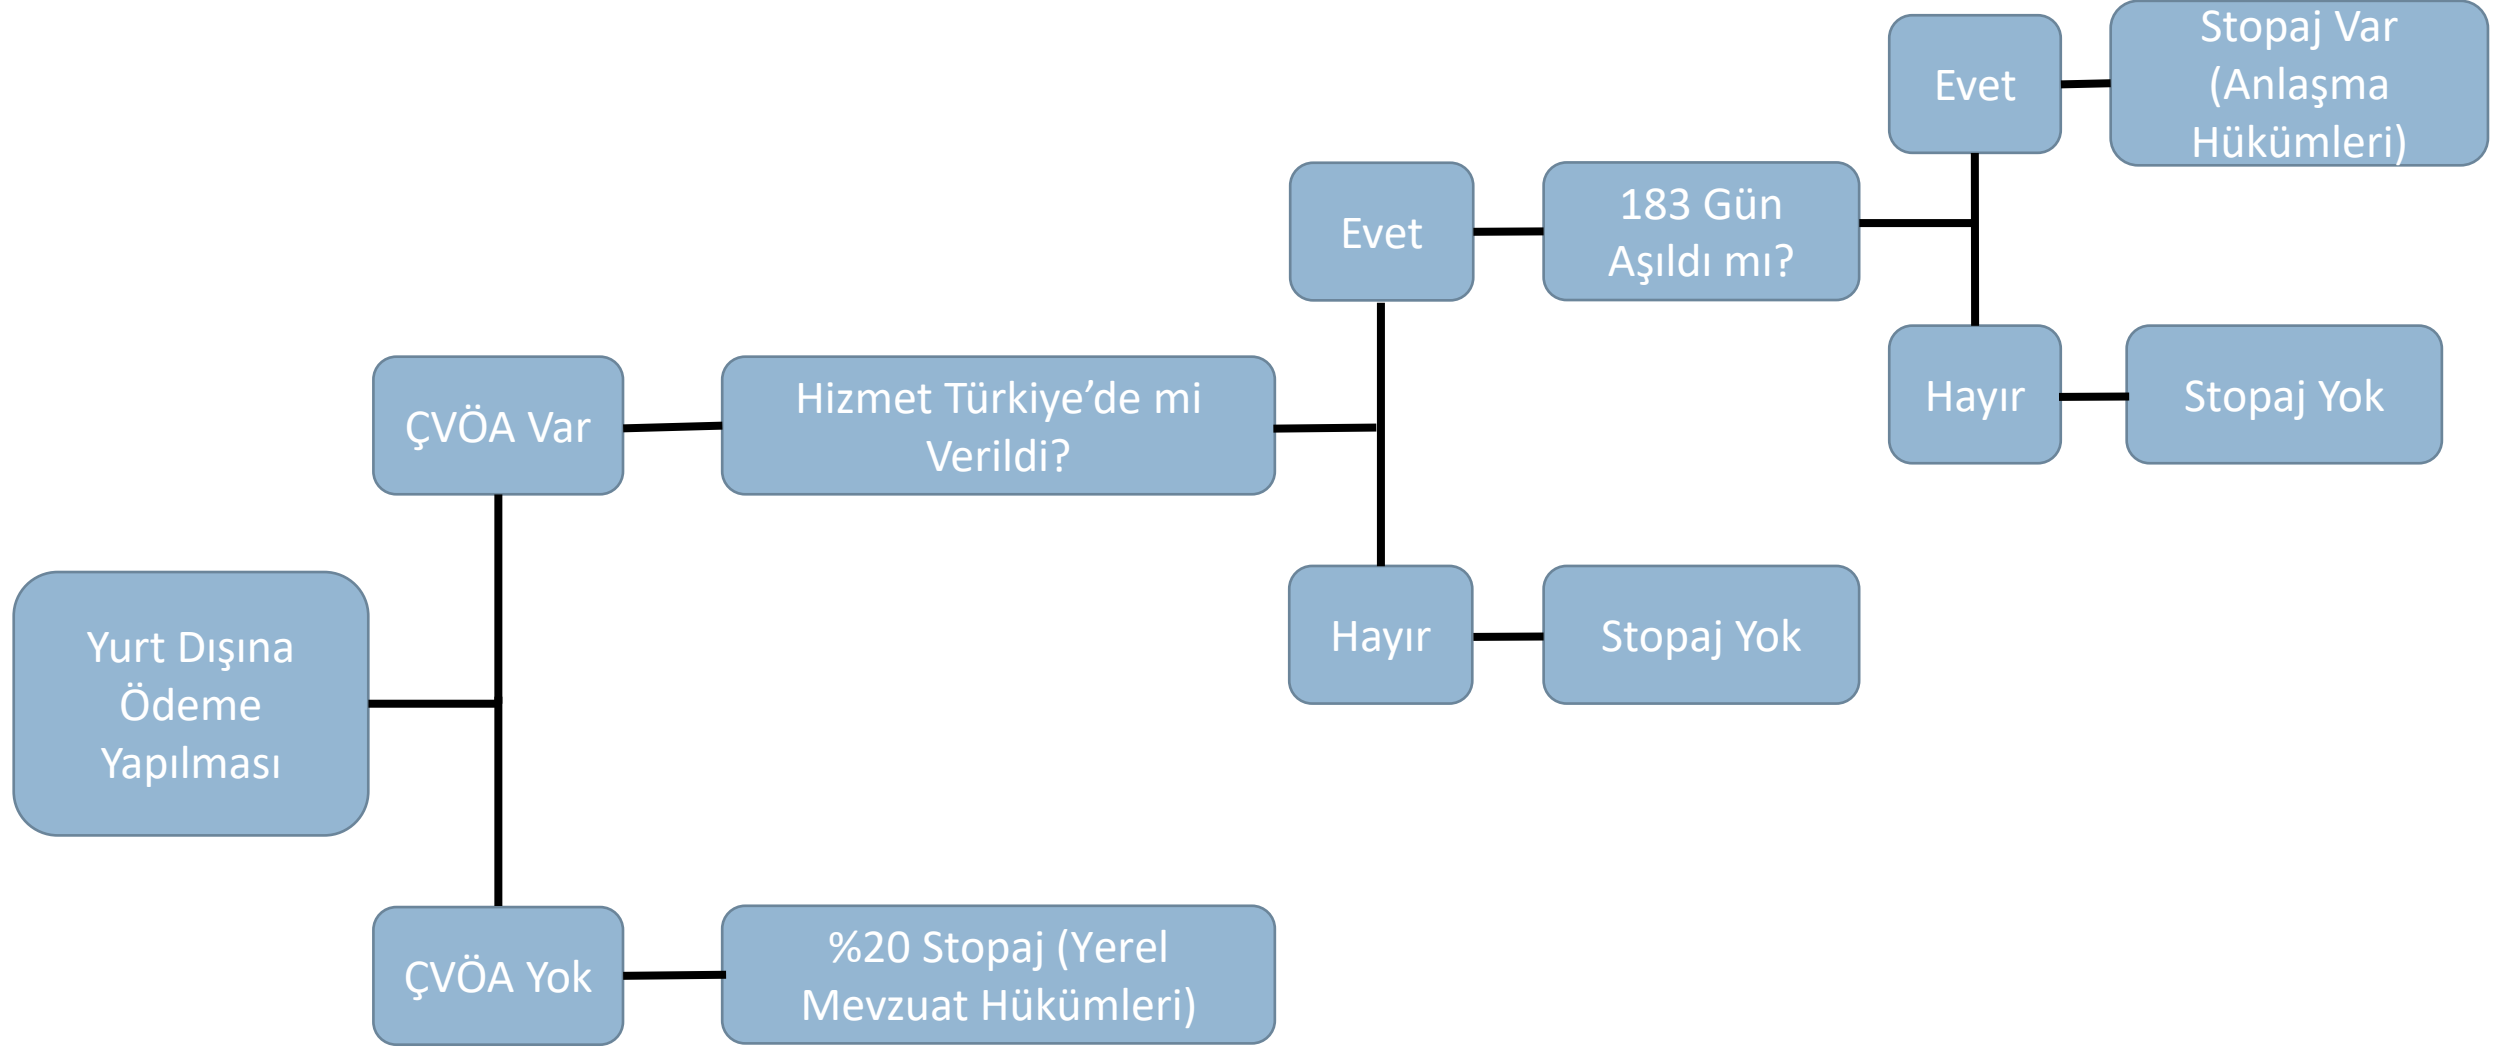 Yurt Dışına
Ödeme
Yapılması
ÇVÖA Var
Hizmet Türkiye’de mi
Verildi?
Evet
183 Gün
Aşıldı mı?
Evet
Stopaj Var
(Anlaşma
Hükümleri)
Hayır
Stopaj Yok
Hayır
Stopaj Yok
ÇVÖA Yok
%20 Stopaj (Yerel
Mevzuat Hükümleri)